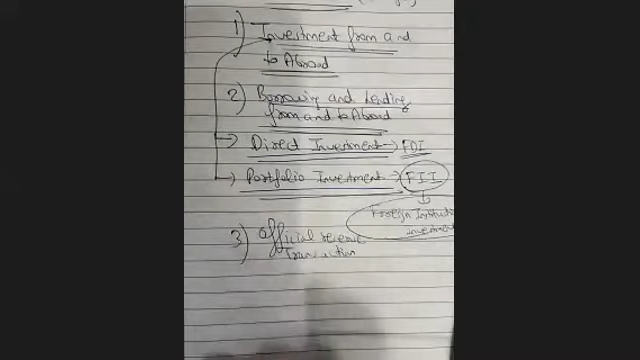 1) Investment from and
to Abroad
2) Borrowing and Lending
from and to Abroad
→ Direct Investment → FDI
→ Portfolio Investment → FII
Foreign Institu
Investment
3) Official reserve
Transaction